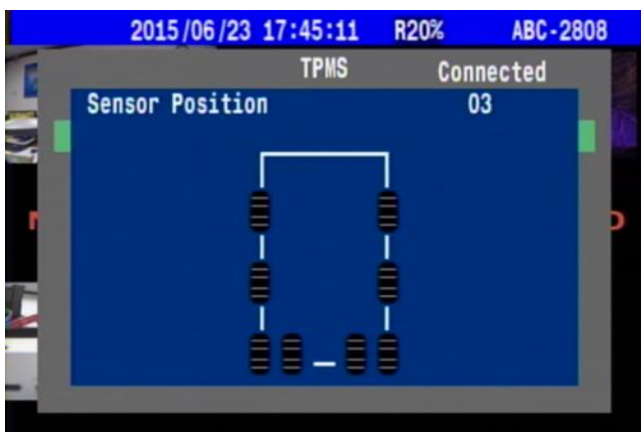 2015/06/23 17:45:11 R20% ABC-2808
TPMS Connected
Sensor Position 03